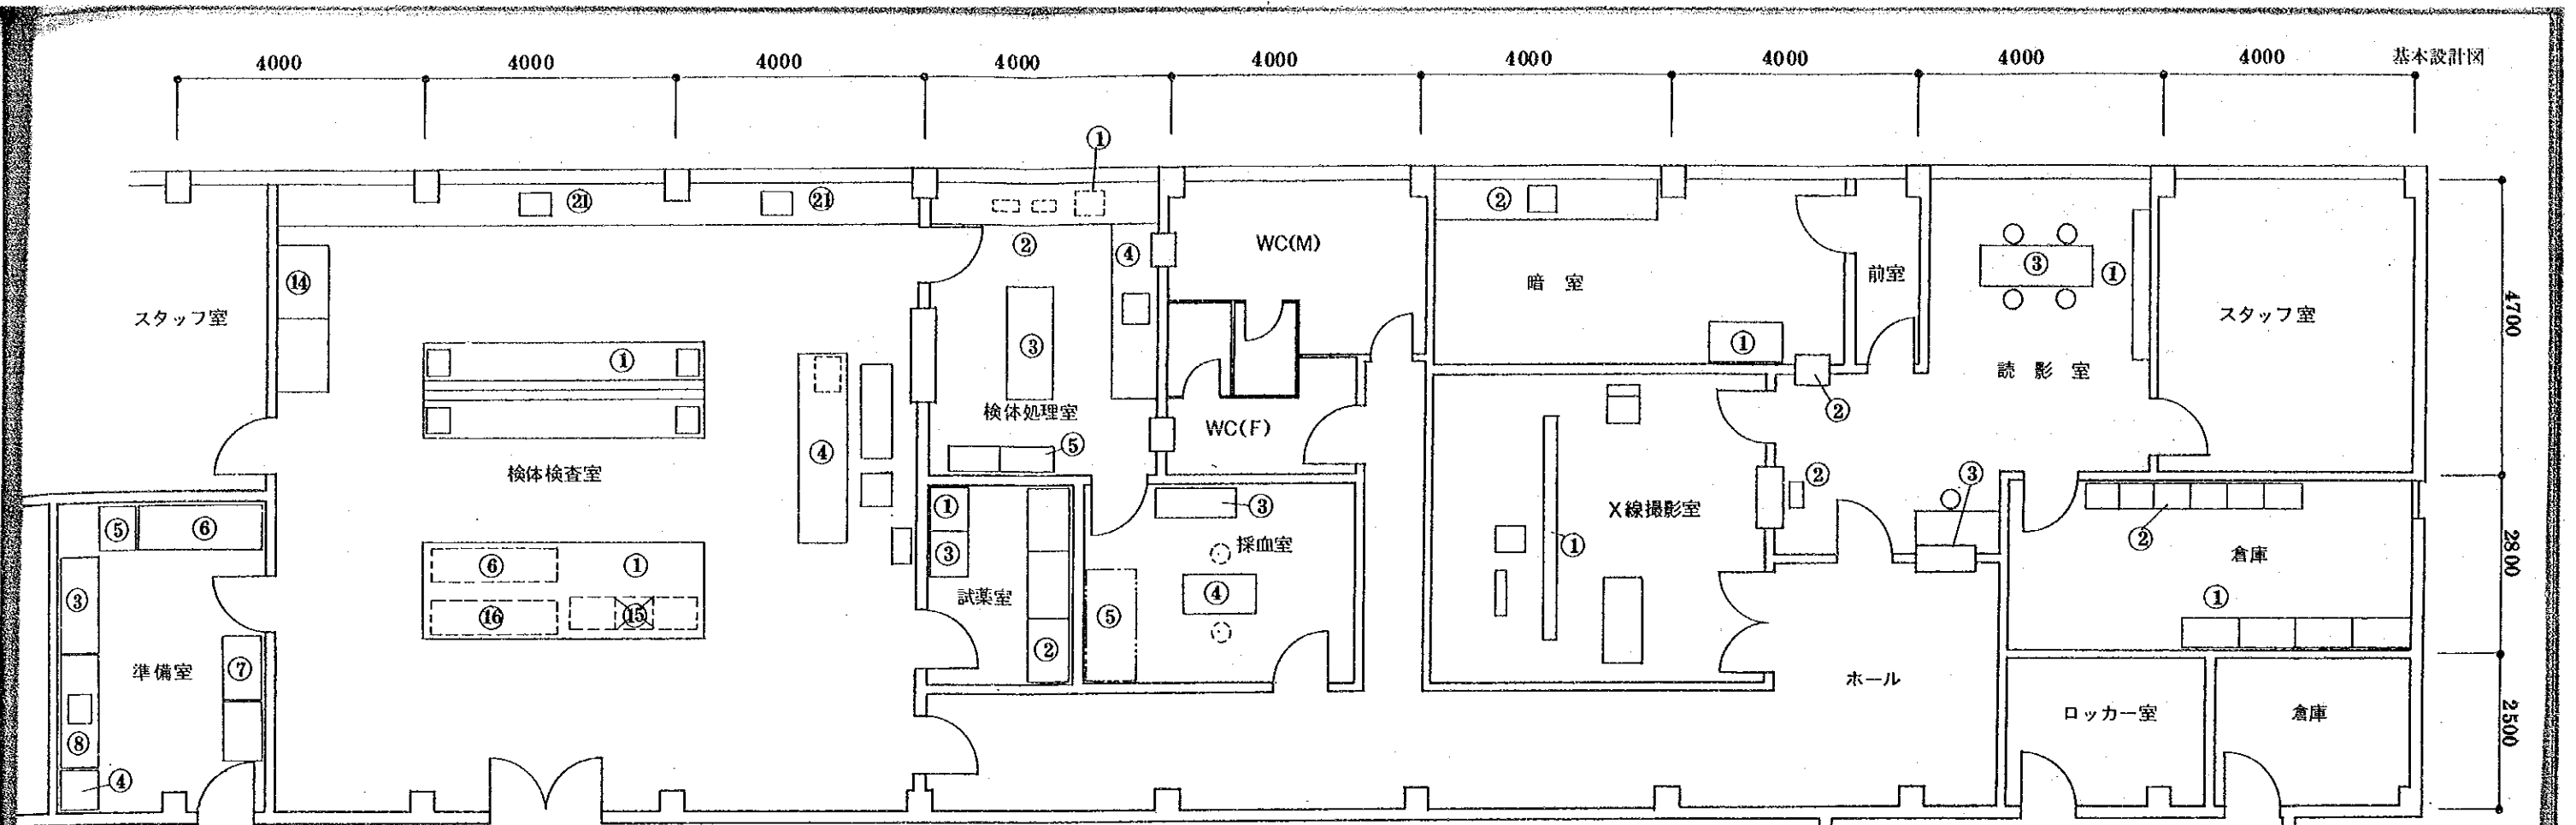 4000 4000 4000 4000 4000 4000 4000 4000 4000
基本設計図
①
② ㉑ ㉑
② ④
WC(M)
⑭
暗 室
前室
③ ①
スタッフ室
スタッフ室
4700
①
③
①
読 影 室
②
検体処理室
⑤
WC(F)
④
検体検査室
②
③
⑤ ⑥
①
③
X線撮影室
②
採血室
①
③
倉庫
2800
⑥ ①
③
試薬室
④
①
⑯ ⑮
⑤
②
準備室
⑦
ホール
ロッカー室
倉庫
2500
⑧
④